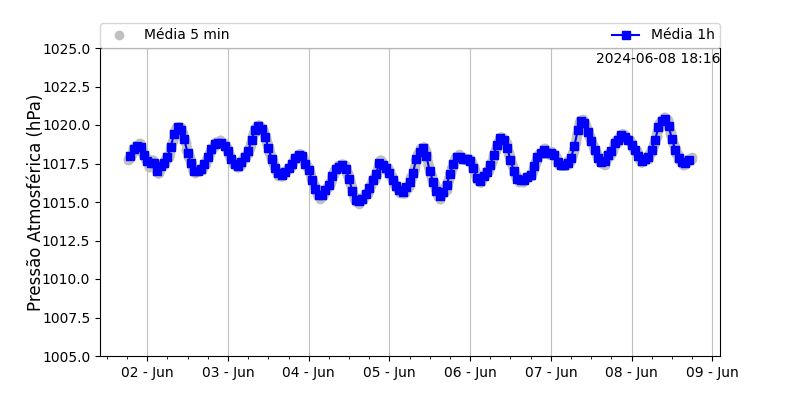 Média 5 min
Média 1h
2024-06-08 18:16
Pressão Atmosférica (hPa)
1025.0
1022.5
1020.0
1017.5
1015.0
1012.5
1010.0
1007.5
1005.0
02 - Jun
03 - Jun
04 - Jun
05 - Jun
06 - Jun
07 - Jun
08 - Jun
09 - Jun